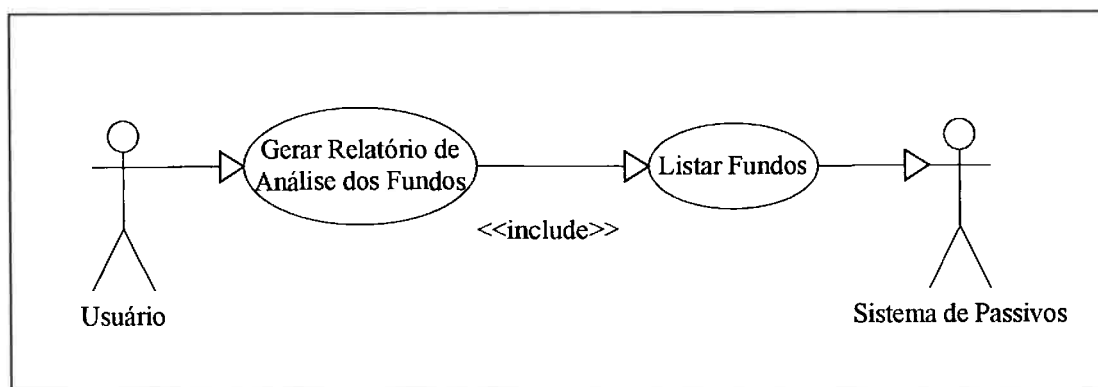 Gerar Relatório de
Análise dos Fundos
Listar Fundos
<<include>>
Usuário
Sistema de Passivos